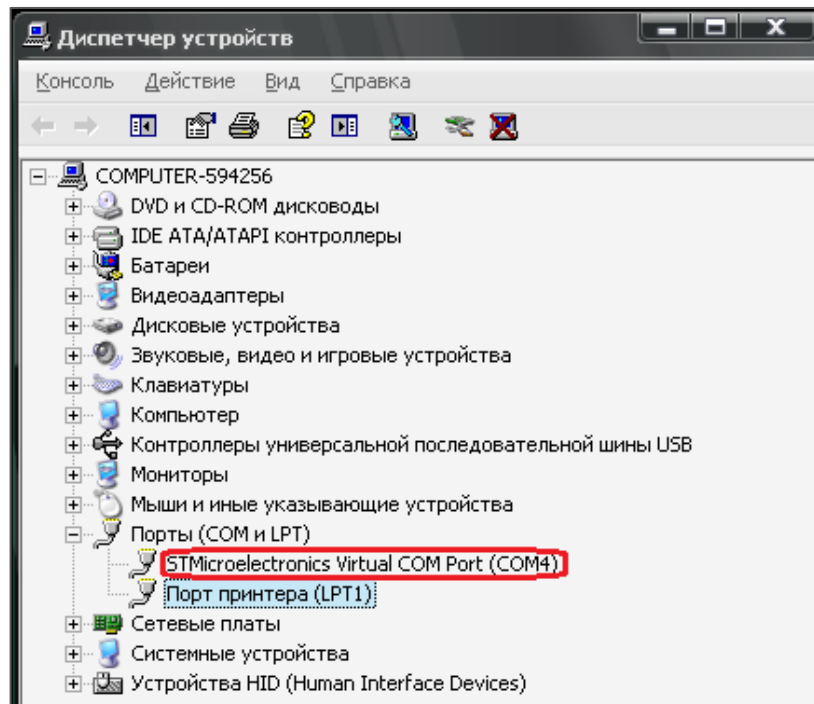 Диспетчер устройств
Консоль Действие Вид Справка
COMPUTER-594256
DVD и CD-ROM дисководы
IDE ATA/ATAPI контроллеры
Батареи
Видеоадаптеры
Дисковые устройства
Звуковые, видео и игровые устройства
Клавиатуры
Компьютер
Контроллеры универсальной последовательной шины USB
Мониторы
Мыши и иные указывающие устройства
Порты (COM и LPT)
STMicroelectronics Virtual COM Port (COM4)
Порт принтера (LPT1)
Сетевые платы
Системные устройства
Устройства HID (Human Interface Devices)